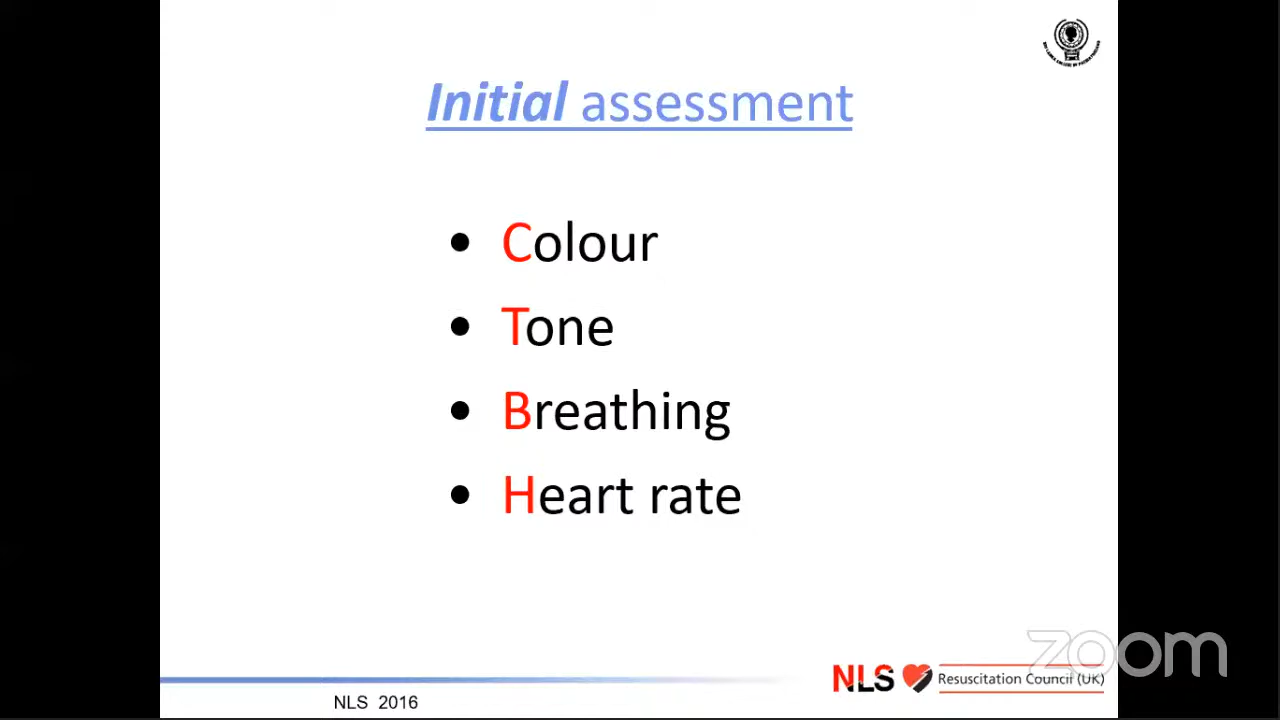 Initial assessment
• Colour
• Tone
• Breathing
• Heart rate
zoom
NLS Resuscitation Council (UK)
NLS 2016